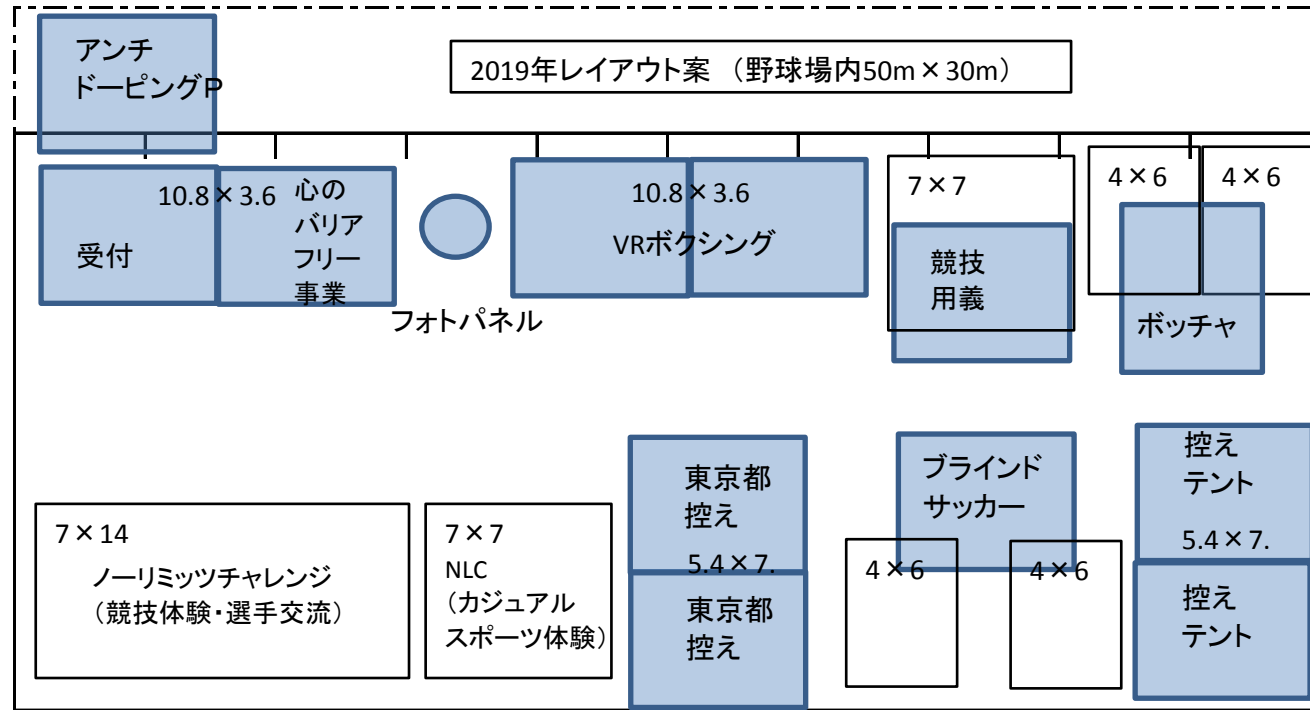 アンチ
ドーピングP
2019年レイアウト案 （野球場内50m×30m）
10.8×3.6
受付
心の
バリア
フリー
事業
フォトパネル
10.8×3.6
VRボクシング
7×7
競技
用義
4×6
4×6
ボッチャ
7×14
ノーリミッツチャレンジ
（競技体験・選手交流）
7×7
NLC
（カジュアル
スポーツ体験）
東京都
控え
5.4×7.
東京都
控え
ブラインド
サッカー
4×6
4×6
控え
テント
5.4×7.
控え
テント